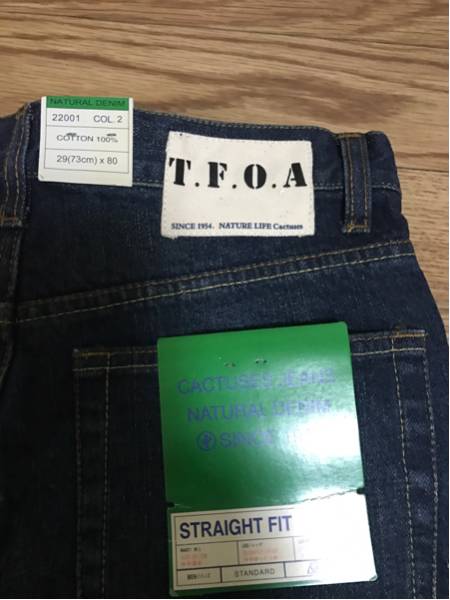 NATURAL DENIM
22001 COL. 2
COTTON 100%
29(73cm) x 80
T.F.O.A
SINCE 1954. NATURE LIFE Cactuses
CACTUSES JEANS
NATURAL DENIM
SINCE
STRAIGHT FIT
STANDARD